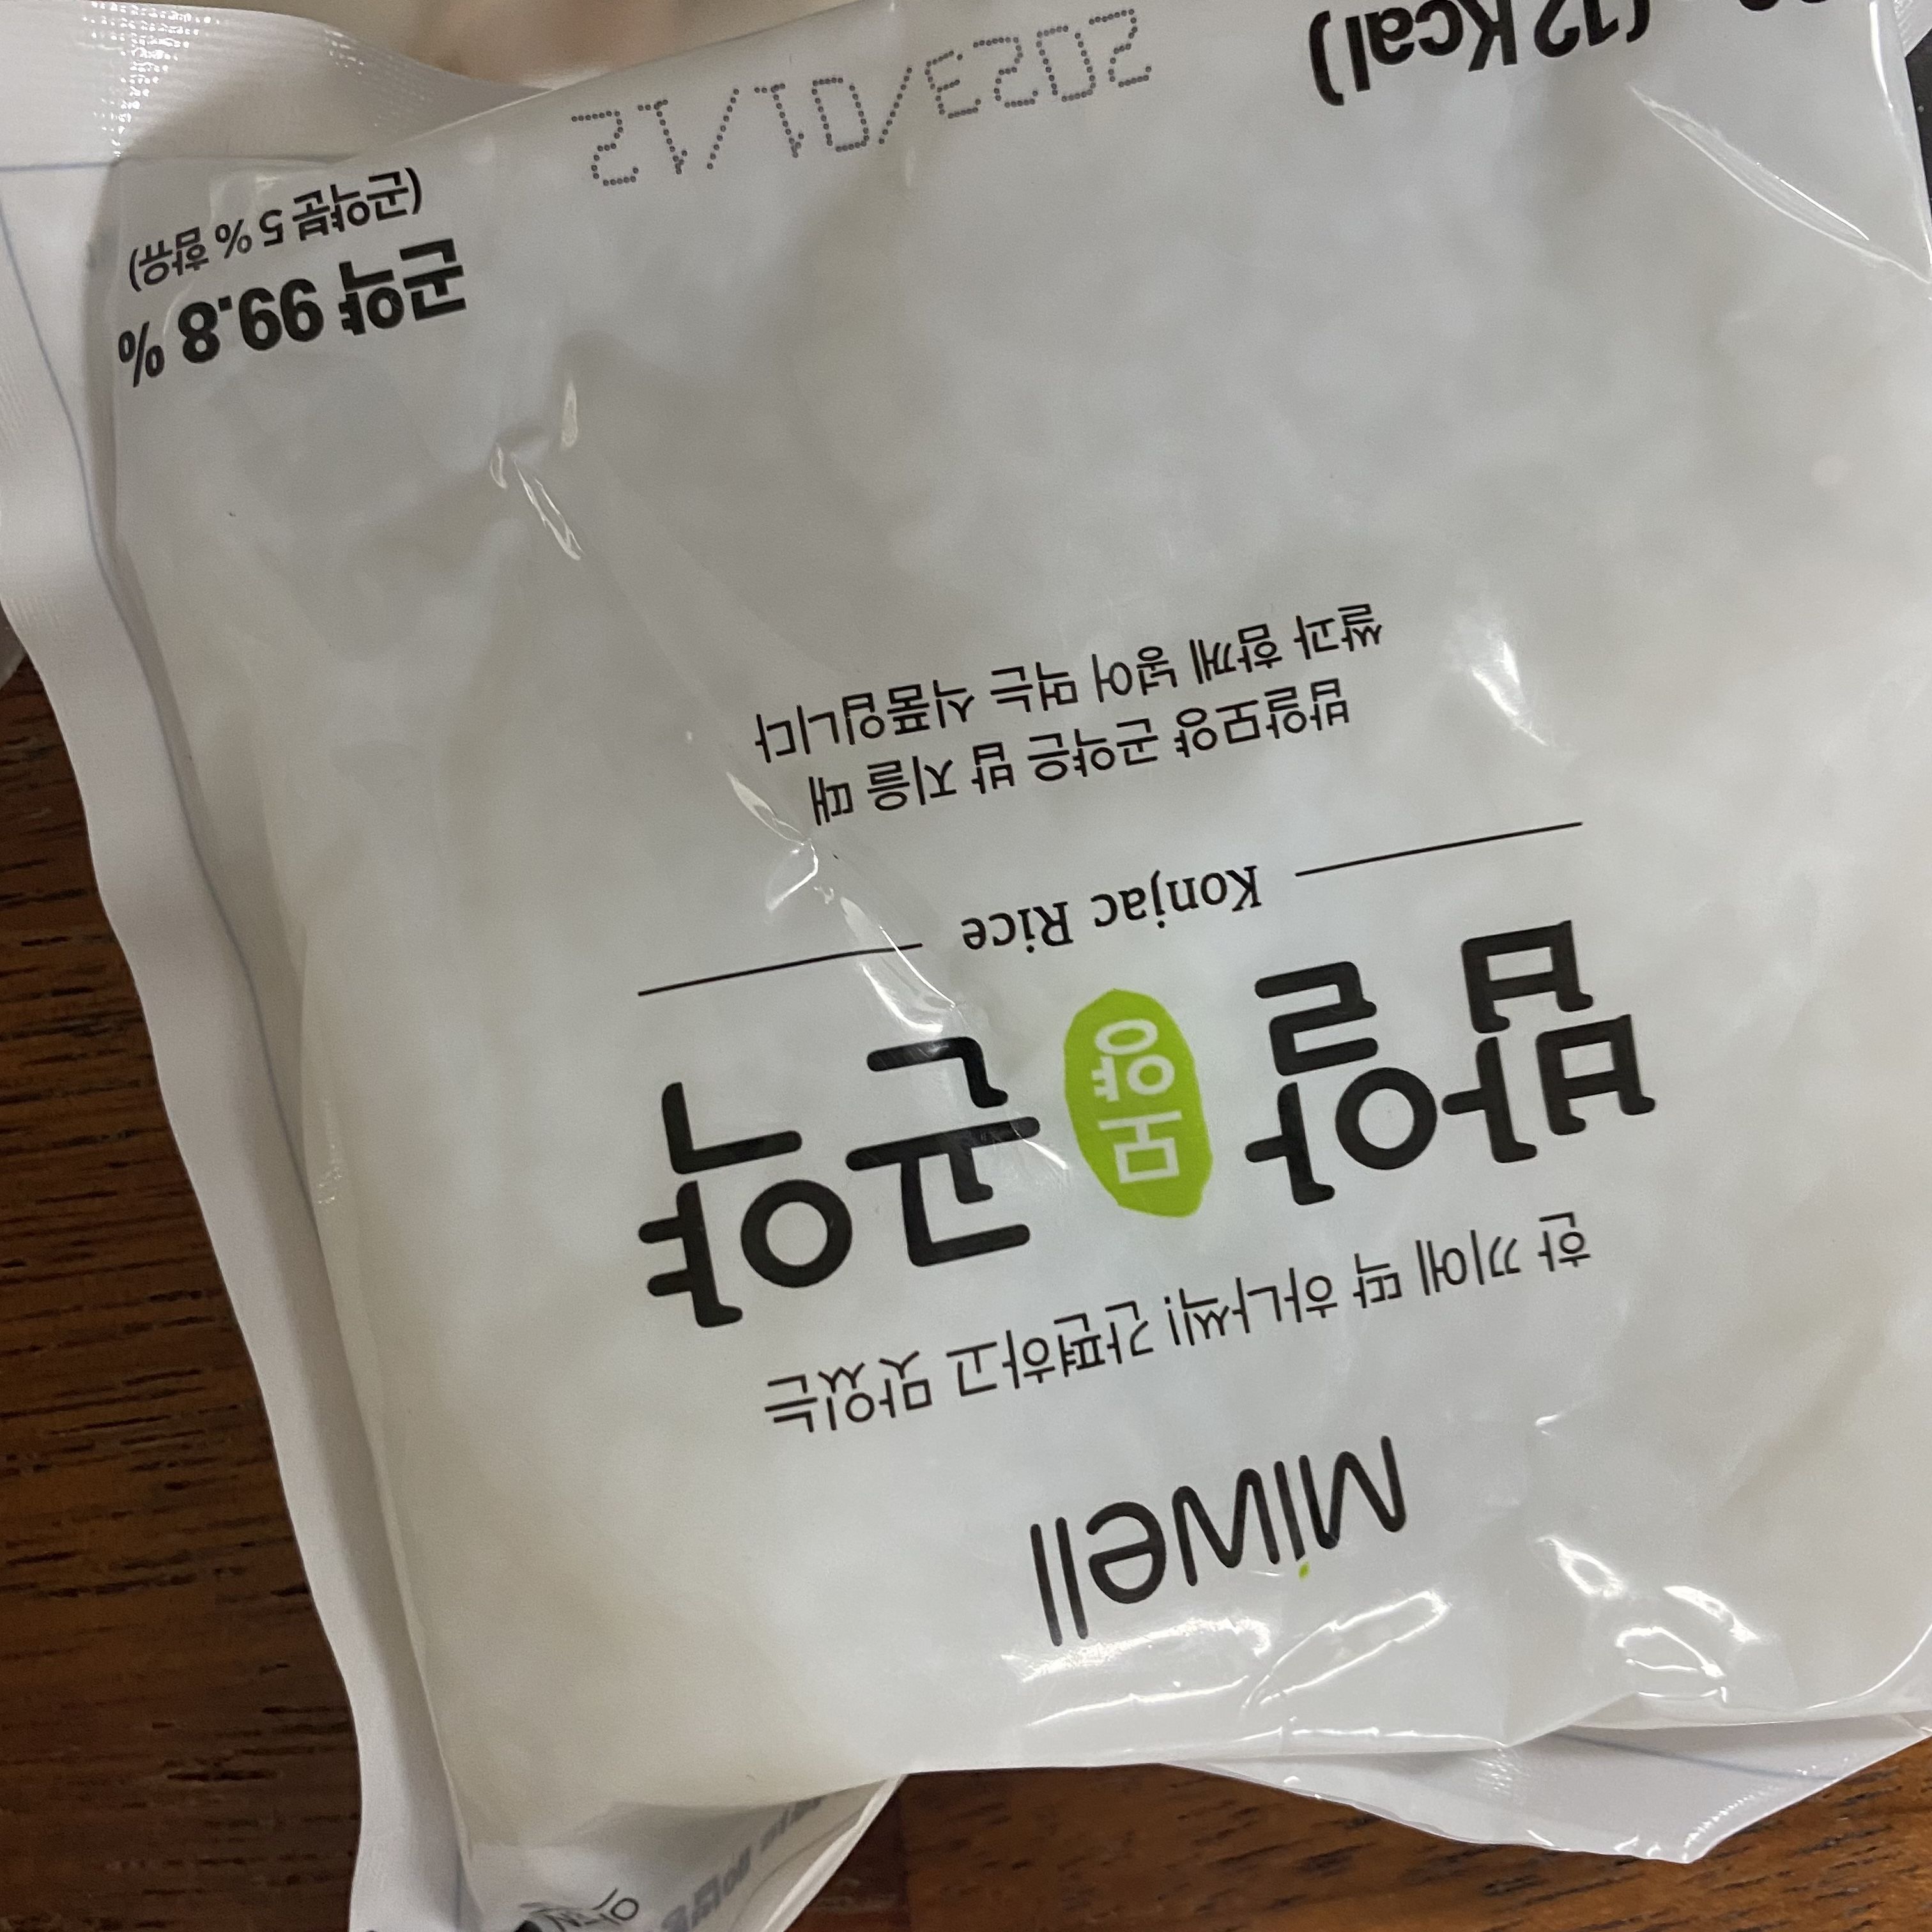 Miwell
한 끼에 딱 하나씩! 간편하고 맛있는
밥알모양곤약
Konjac Rice
밥알모양 곤약은 밥 지을 때
쌀과 함께 넣어 먹는 식품입니다
곤약 99.8 %
(곤약쌀 5 % 함유)
(12 Kcal)
2023/01/12